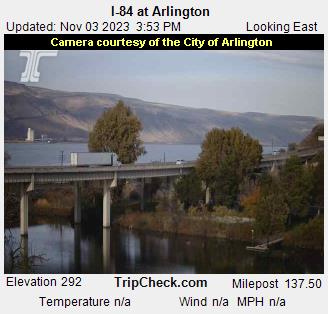 I-84 at Arlington
Updated: Nov 03 2023 3:53 PM Looking East
Camera courtesy of the City of Arlington
Elevation 292 TripCheck.com Milepost 137.50
Temperature n/a Wind n/a MPH n/a